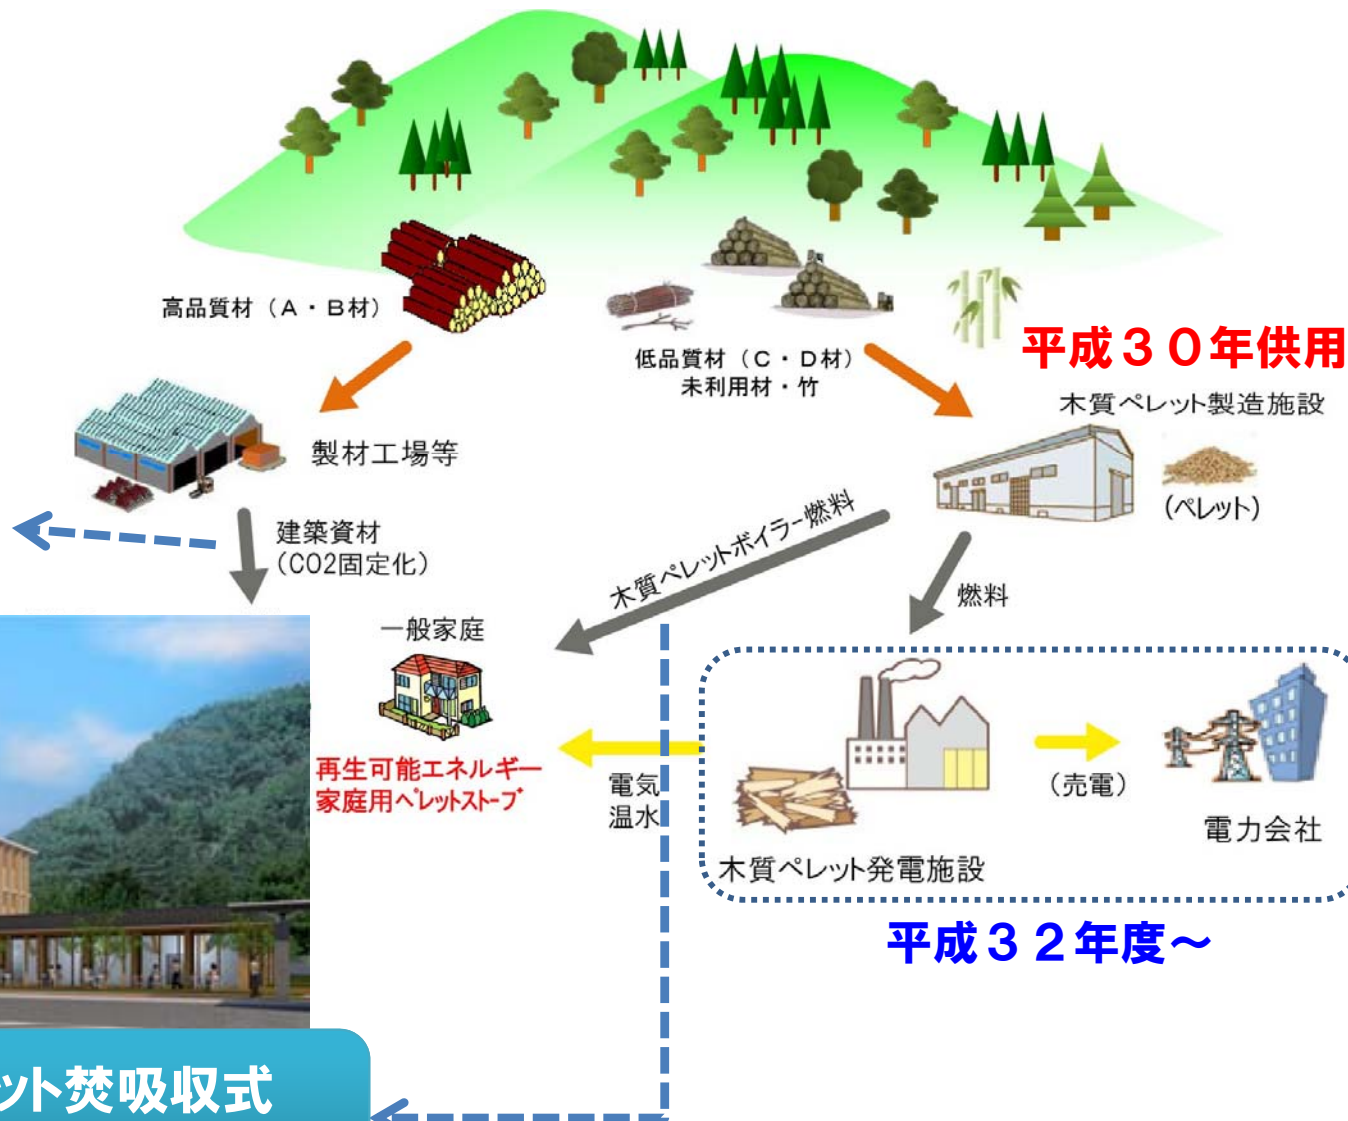 高品質材（A・B材）
低品質材（C・D材）
未利用材・竹
平成３０年供用
木質ペレット製造施設
（ペレット）
製材工場等
建築資材
（CO2固定化）
木質ペレットボイラー燃料
燃料
一般家庭
再生可能エネルギー
家庭用ペレットストーブ
電気
温水
（売電）
電力会社
木質ペレット発電施設
平成３２年度～
ット焚吸収式